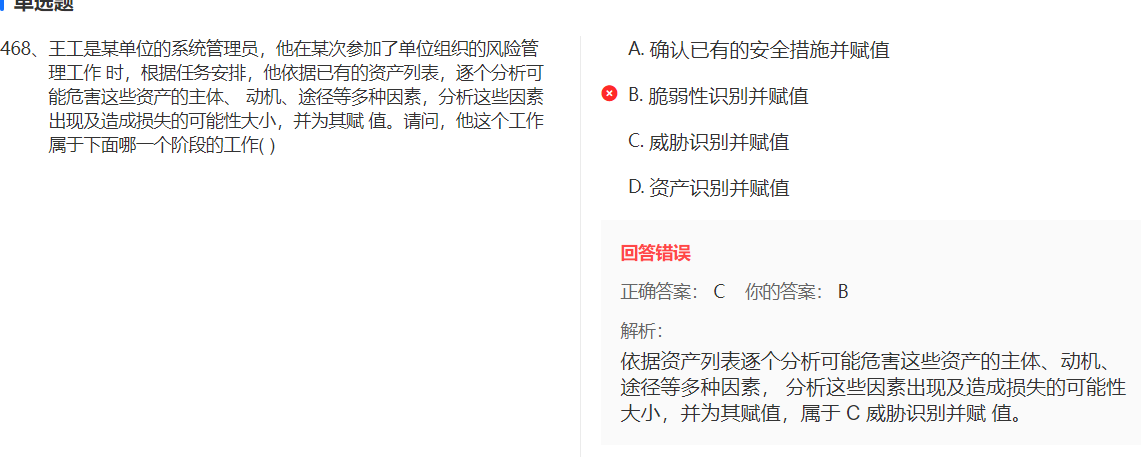 单选题
468、王工是某单位的系统管理员，他在某次参加了单位组织的风险管
理工作 时，根据任务安排，他依据已有的资产列表，逐个分析可
能危害这些资产的主体、 动机、途径等多种因素，分析这些因素
出现及造成损失的可能性大小，并为其赋 值。请问，他这个工作
属于下面哪一个阶段的工作( )
A. 确认已有的安全措施并赋值
B. 脆弱性识别并赋值
C. 威胁识别并赋值
D. 资产识别并赋值
回答错误
正确答案： C 你的答案： B
解析：
依据资产列表逐个分析可能危害这些资产的主体、动机、
途径等多种因素， 分析这些因素出现及造成损失的可能性
大小，并为其赋值，属于 C 威胁识别并赋 值。